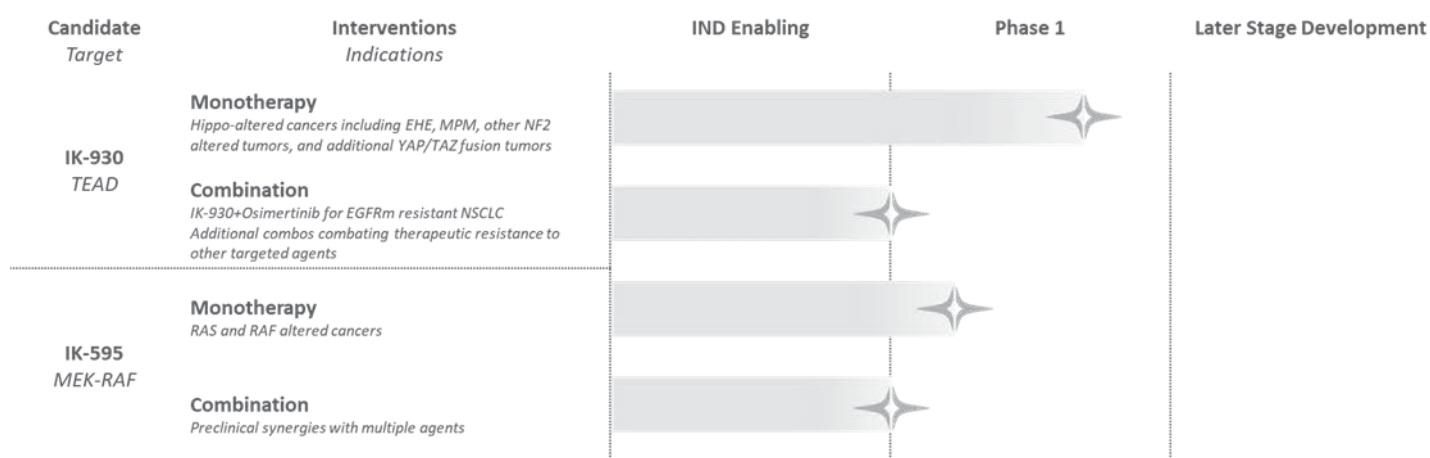 Candidate
Target
Interventions
Indications
IND Enabling
Phase 1
Later Stage Development
IK-930
TEAD
Monotherapy
Hippo-altered cancers including EHE, MPM, other NF2
altered tumors, and additional YAP/TAZ fusion tumors
Combination
IK-930+Osimertinib for EGFRm resistant NSCLC
Additional combos combating therapeutic resistance to
other targeted agents
IK-595
MEK-RAF
Monotherapy
RAS and RAF altered cancers
Combination
Preclinical synergies with multiple agents